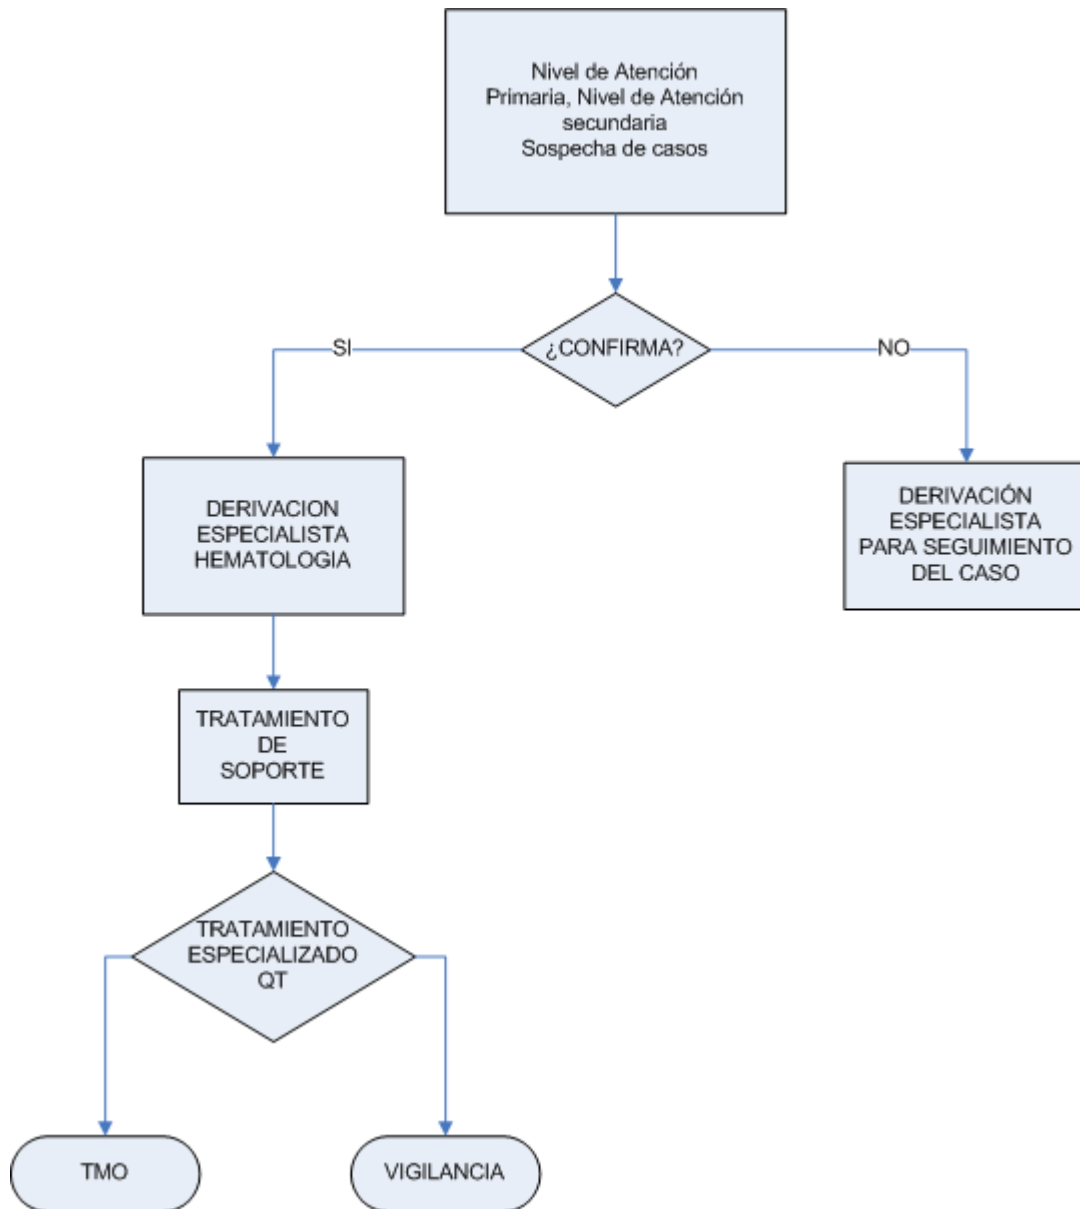 Nivel de Atención
Primaria, Nivel de Atención
secundaria
Sospecha de casos
¿CONFIRMA?
SI
NO
DERIVACION
ESPECIALISTA
HEMATOLOGIA
DERIVACIÓN
ESPECIALISTA
PARA SEGUIMIENTO
DEL CASO
TRATAMIENTO
DE
SOPORTE
TRATAMIENTO
ESPECIALIZADO
QT
TMO
VIGILANCIA